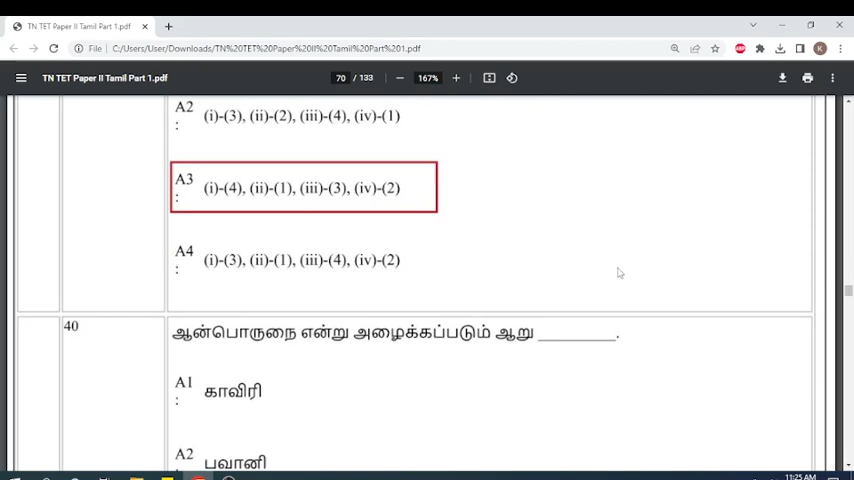 TN TET Paper II Tamil Part 1.pdf
File
C:/Users/User/Downloads/TN%20TET%20Paper%20II%20Tamil%20Part%201.pdf
ABP
K
TN TET Paper II Tamil Part 1.pdf
70 / 133
167%
A2 : (i)-(3), (ii)-(2), (iii)-(4), (iv)-(1)
A3 : (i)-(4), (ii)-(1), (iii)-(3), (iv)-(2)
A4 : (i)-(3), (ii)-(1), (iii)-(4), (iv)-(2)
40 ஆன்பொருநை என்று அழைக்கப்படும் ஆறு _________.
A1 : காவிரி
A2 : பவானி
11:25 AM